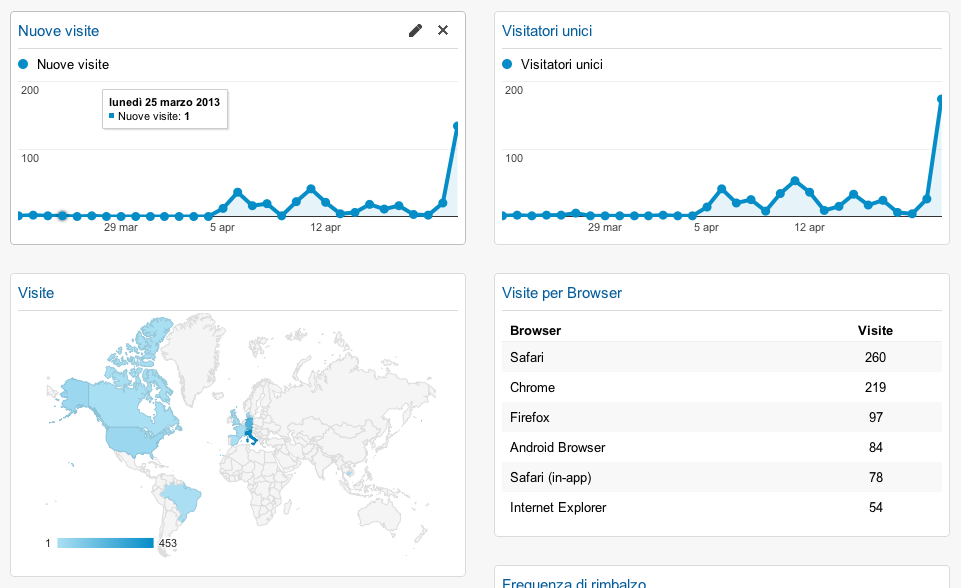 Nuove visite
Nuove visite
200
lunedì 25 marzo 2013
Nuove visite: 1
100
29 mar 5 apr 12 apr
Visitatori unici
Visitatori unici
200
100
29 mar 5 apr 12 apr
Visite
1 453
Visite per Browser
Browser Visite
Safari 260
Chrome 219
Firefox 97
Android Browser 84
Safari (in-app) 78
Internet Explorer 54
Frequenza di rimbalzo